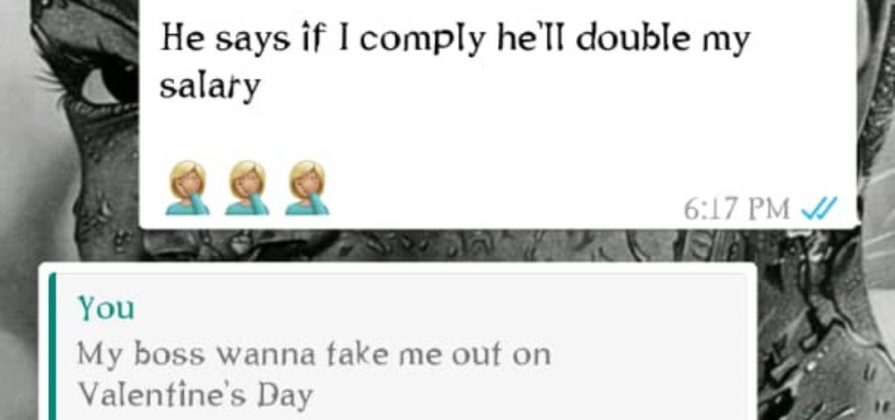 He says if I comply he'll double my
salary
🤦🏼‍♀️ 🤦🏼‍♀️ 🤦🏼‍♀️
6:17 PM
You
My boss wanna take me out on
Valentine's Day